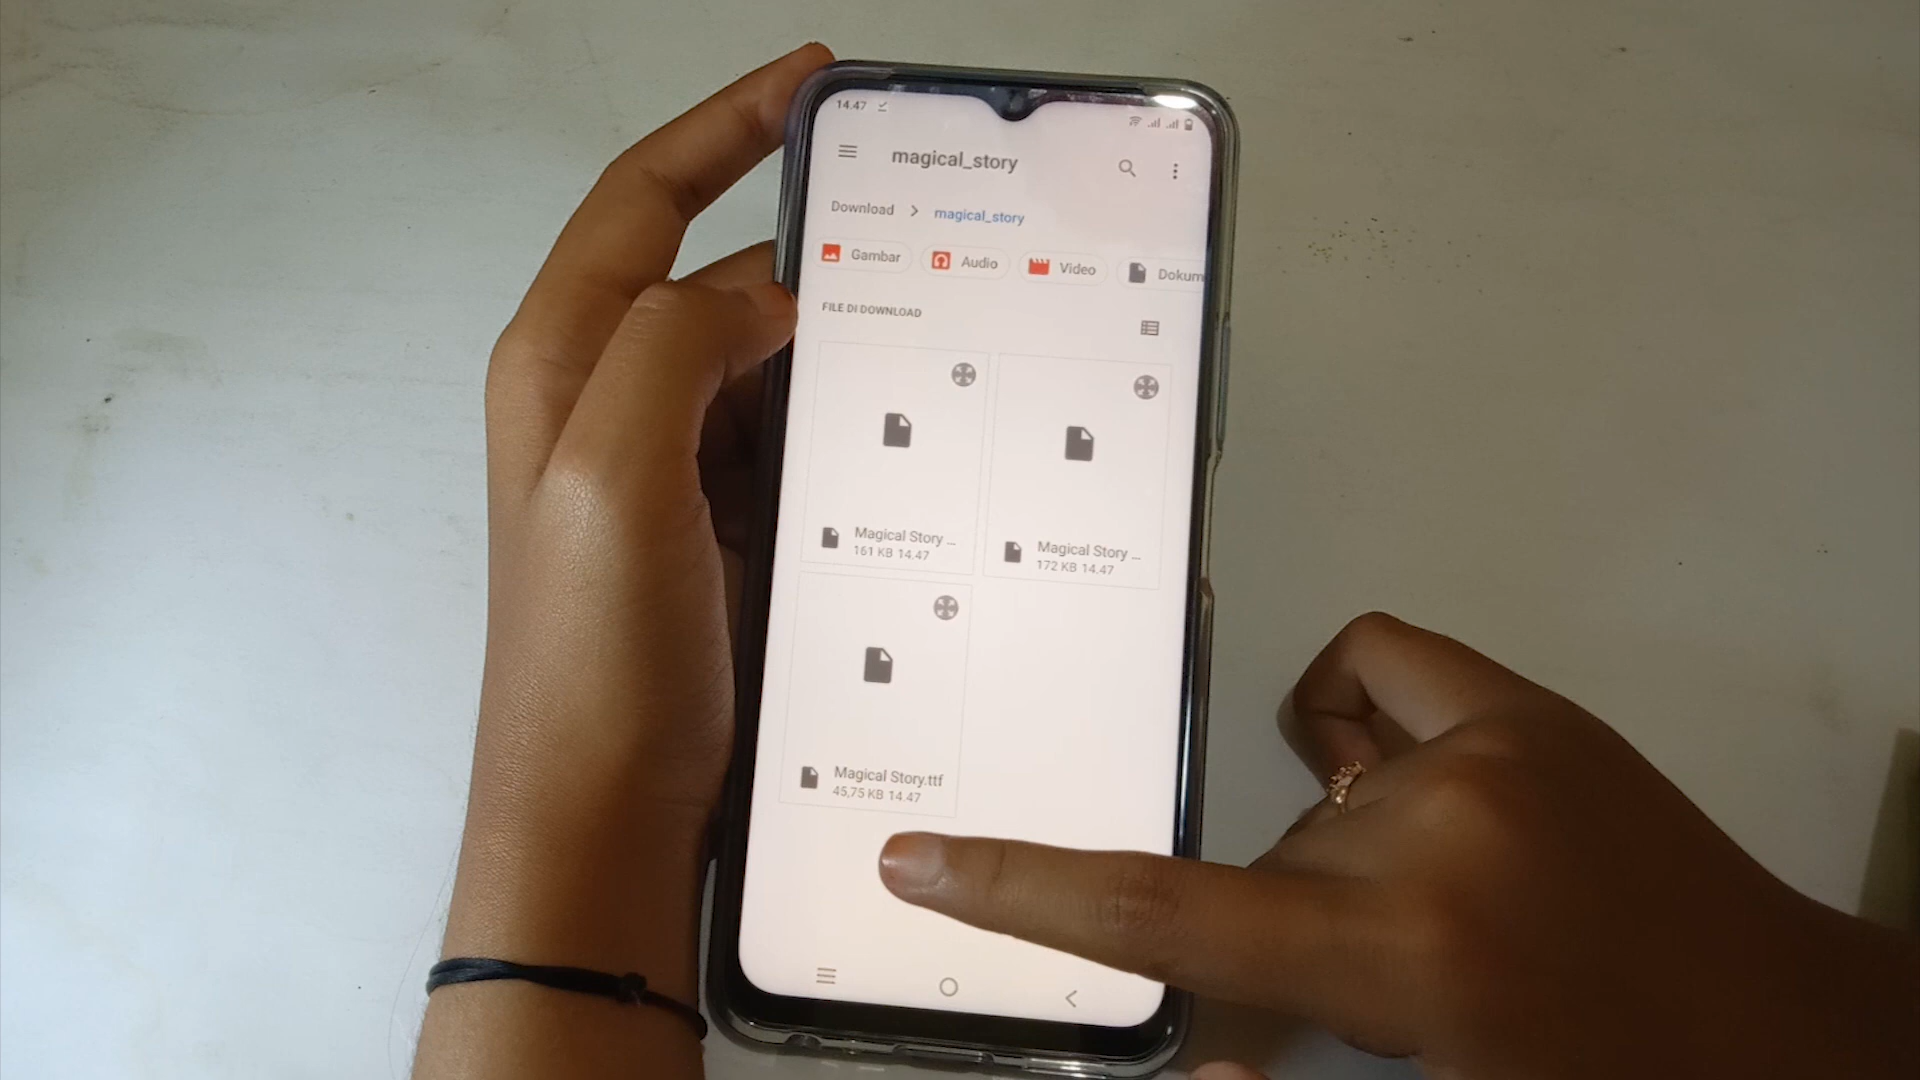 14.47
magical_story
Download > magical_story
Gambar Audio Video Dokum
FILE DI DOWNLOAD
Magical Story ...
161 KB 14.47
Magical Story ...
172 KB 14.47
Magical Story.ttf
45,75 KB 14.47